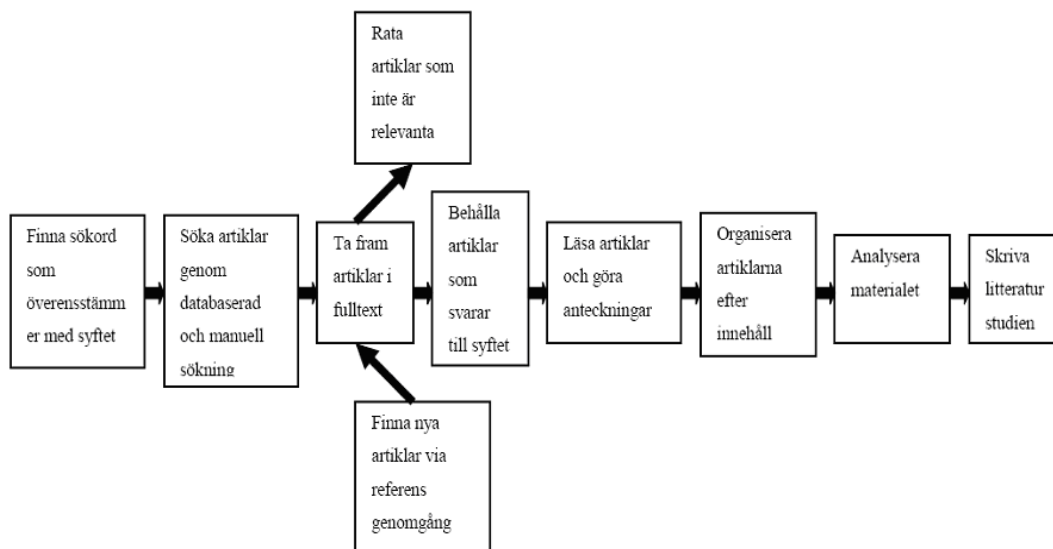 Rata
artiklar som
inte är
relevanta
Finna sökord
som
överensstämm
er med syftet
Söka artiklar
genom
databaserad
och manuell
sökning
Ta fram
artiklar i
fulltext
Behålla
artiklar
som
svarar
till syftet
Läsa artiklar
och göra
anteckningar
Organisera
artiklarna
efter
innehåll
Analysera
materialet
Skriva
litteratur
studien
Finna nya
artiklar via
referens
genomgång